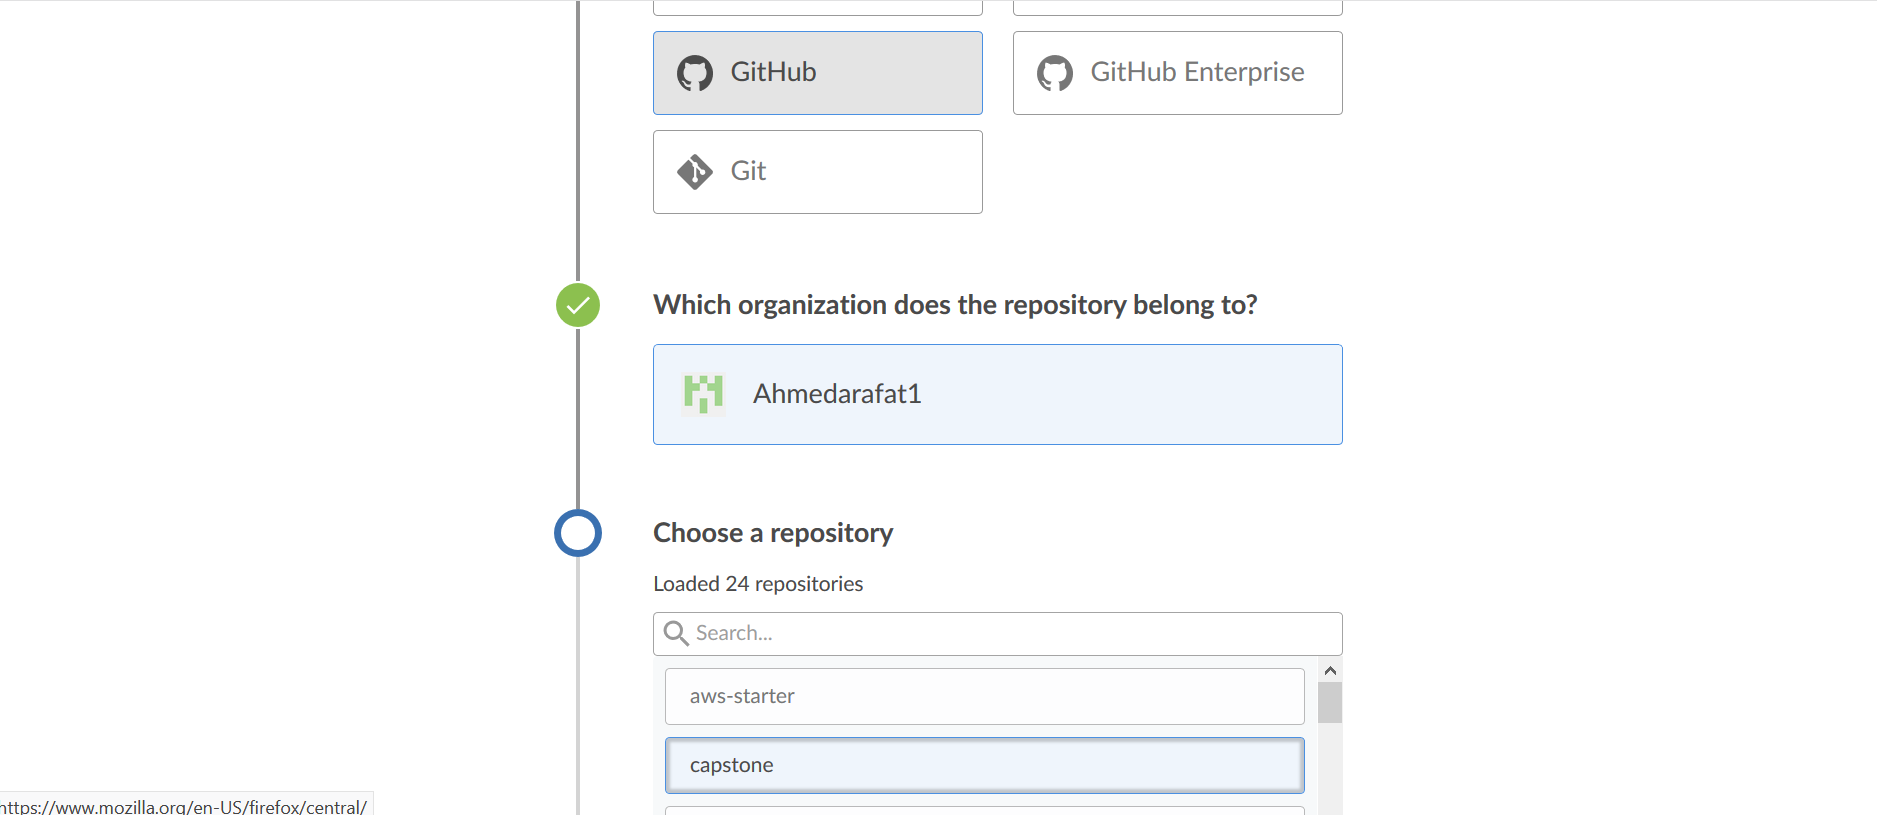 GitHub
GitHub Enterprise
Git
Which organization does the repository belong to?
Ahmedarafat1
Choose a repository
Loaded 24 repositories
Search...
aws-starter
capstone
https://www.mozilla.org/en-US/firefox/central/